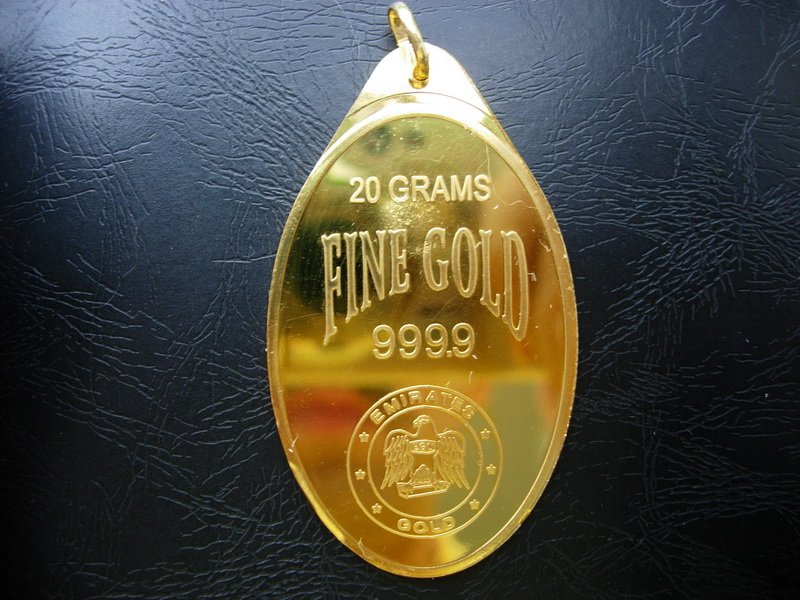 20 GRAMS
FINE GOLD
999.9
EMIRATES
GOLD